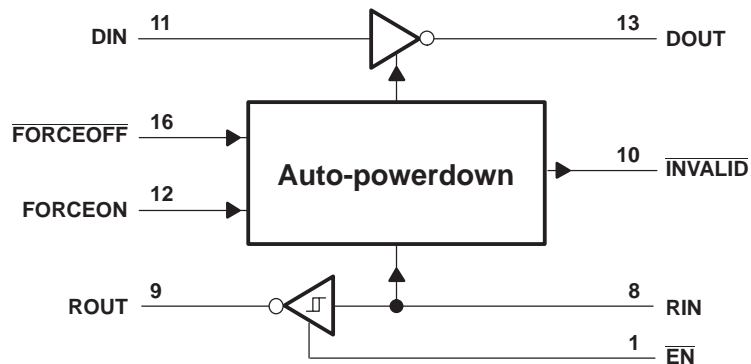 DIN 11 13 DOUT
FORCEOFF 16
Auto-powerdown
10 INVALID
FORCEON 12
ROUT 9 8 RIN
1 EN